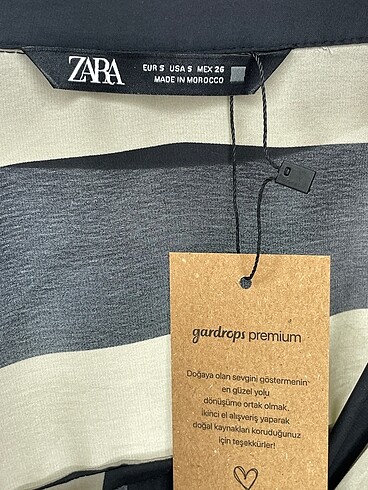 ZARA
EUR S USA S MEX 26
MADE IN MOROCCO
gardrops premium
Doğaya olan sevgini göstermenin
en güzel yolu
dönüşüme ortak olmak,
ikinci el alışveriş yaparak
doğal kaynakları koruduğunuz
için teşekkürler!